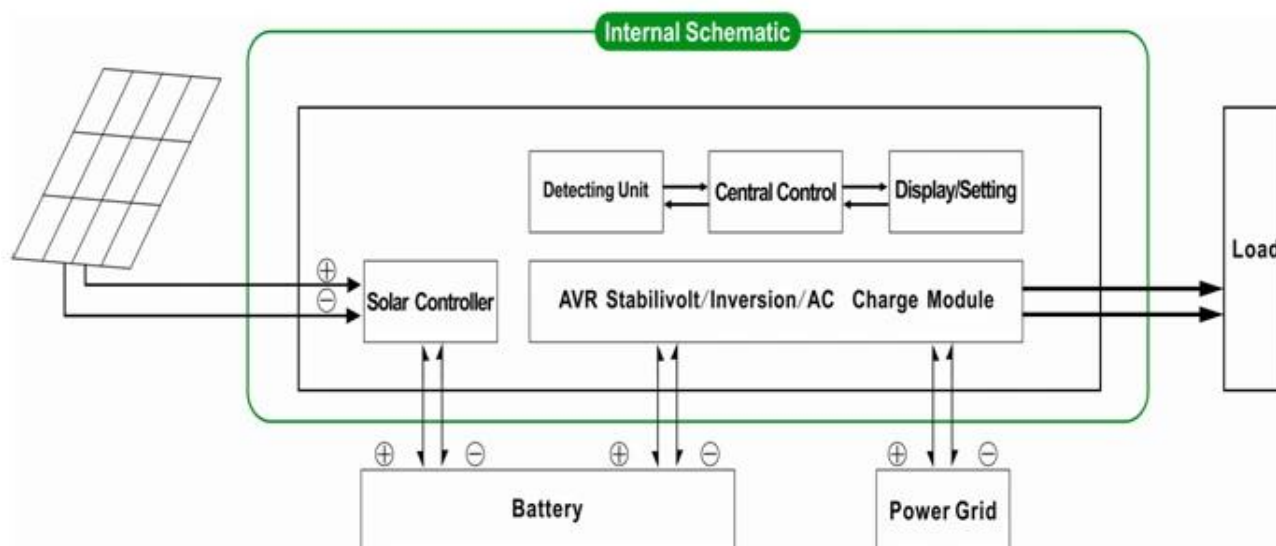 Internal Schematic
Detecting Unit
Central Control
Display/Setting
⊕
⊖
Solar Controller
AVR Stabilivolt/Inversion/AC Charge Module
Load
⊕ ⊖ ⊕ ⊖ ⊕ ⊖
Battery
Power Grid